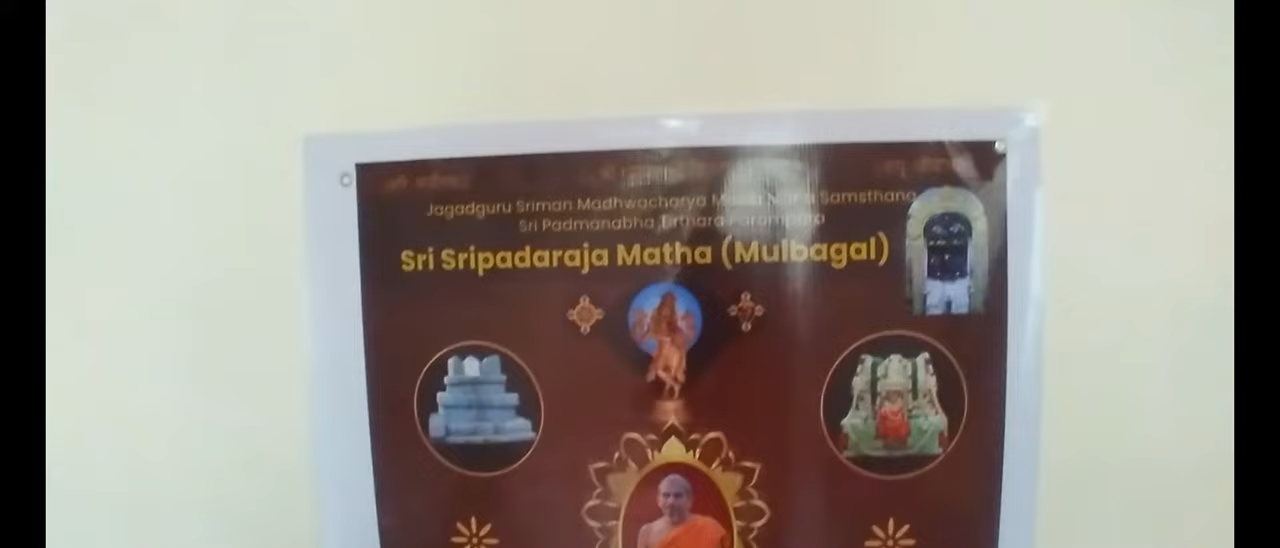 Jagadguru Sriman Madhwacharya Moola Maha Samsthana
Sri Padmanabha Tirthara Parampara
Sri Sripadaraja Matha (Mulbagal)